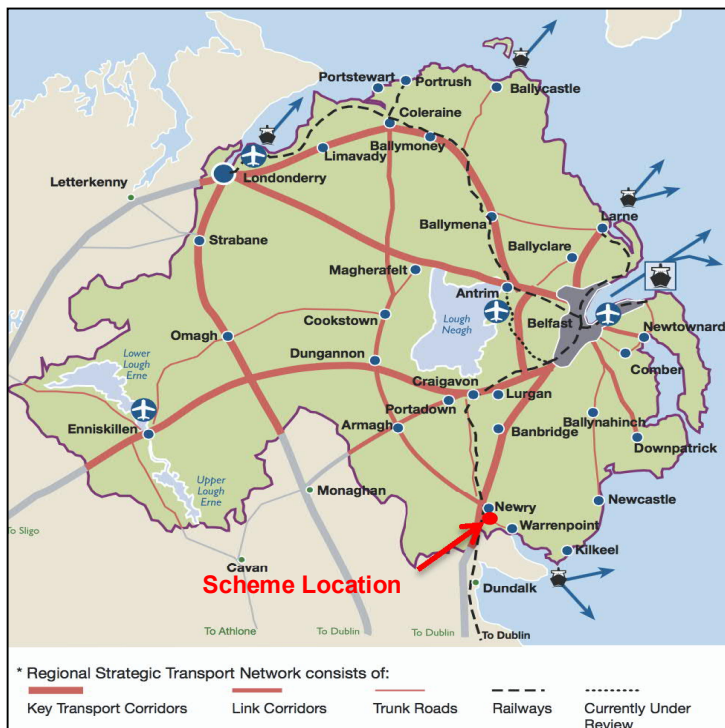 Portstewart
Portrush
Ballycastle
Coleraine
Limavady
Ballymoney
Letterkenny
Londonderry
Strabane
Ballymena
Larne
Ballyclare
Magherafelt
Antrim
Cookstown
Lough
Neagh
Belfast
Newtownard
Omagh
Lower
Lough
Erne
Dungannon
Comber
Craigavon
Lurgan
Portadown
Enniskillen
Armagh
Banbridge
Ballynahinch
Downpatrick
Upper
Lough
Erne
Monaghan
Newry
Newcastle
Warrenpoint
To Sligo
Cavan
Kilkeel
Scheme Location
Dundalk
To Athlone
To Dublin
To Dublin
To Dublin
* Regional Strategic Transport Network consists of:
Key Transport Corridors
Link Corridors
Trunk Roads
Railways
Currently Under
Review